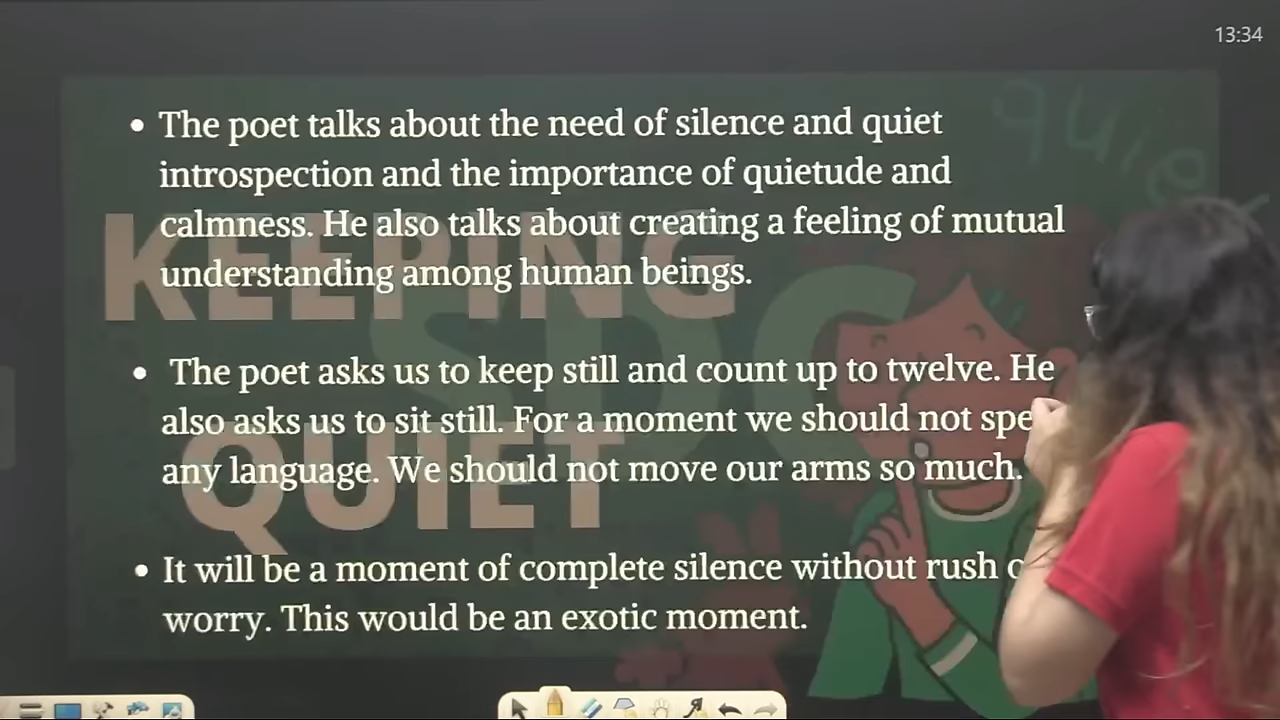 13:34
quie
• The poet talks about the need of silence and quiet
introspection and the importance of quietude and
calmness. He also talks about creating a feeling of mutual
understanding among human beings.
• The poet asks us to keep still and count up to twelve. He
also asks us to sit still. For a moment we should not spe
any language. We should not move our arms so much.
• It will be a moment of complete silence without rush
worry. This would be an exotic moment.
KEEPING
QUIET